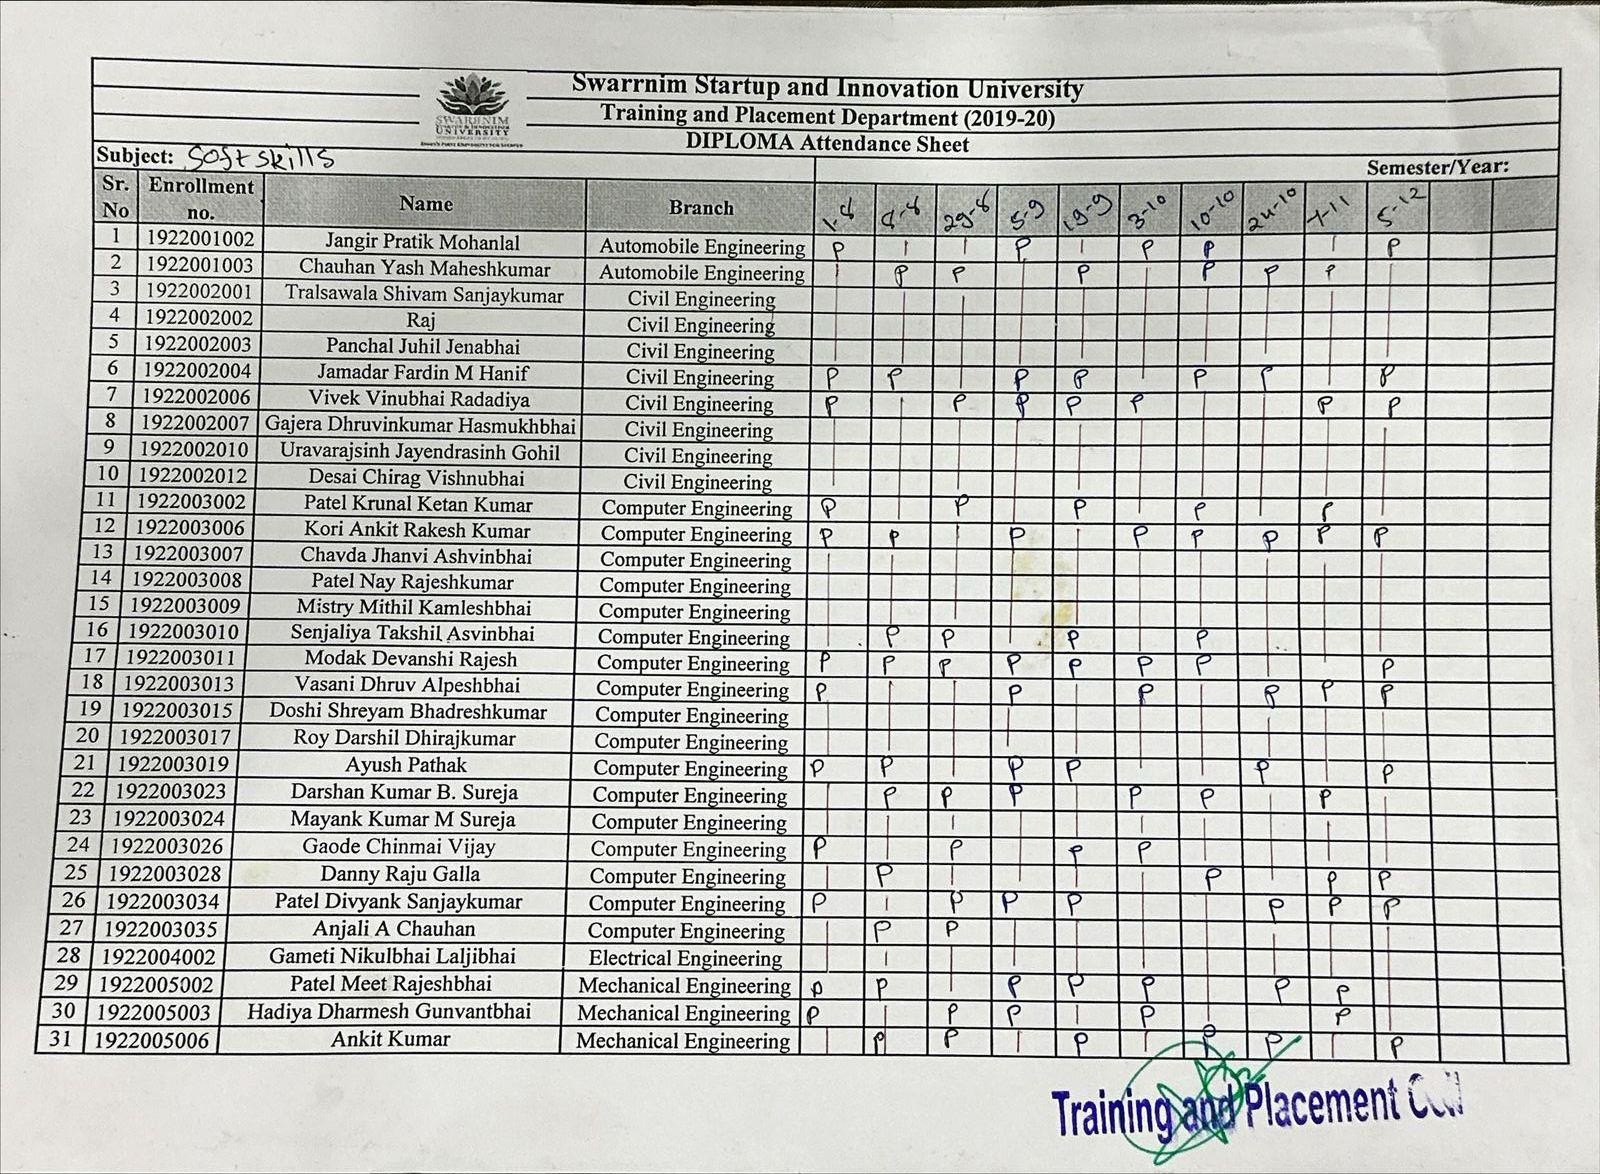 Swarrnim Startup and Innovation University
Training and Placement Department (2019-20)
DIPLOMA Attendance Sheet
SWARRNIM
UNIVERSITY
Subject: Soft skills
Semester/Year:
Sr. No Enrollment no. Name Branch 1-8 8-8 29-8 5-9 19-9 3-10 10-10 24-10 7-11 5-12
1 1922001002 Jangir Pratik Mohanlal Automobile Engineering P P P P P
2 1922001003 Chauhan Yash Maheshkumar Automobile Engineering P P P P P P
3 1922002001 Tralsawala Shivam Sanjaykumar Civil Engineering
4 1922002002 Raj Civil Engineering
5 1922002003 Panchal Juhil Jenabhai Civil Engineering
6 1922002004 Jamadar Fardin M Hanif Civil Engineering P P P P P P P
7 1922002006 Vivek Vinubhai Radadiya Civil Engineering P P P P P P P
8 1922002007 Gajera Dhruvinkumar Hasmukhbhai Civil Engineering
9 1922002010 Uravarajsinh Jayendrasinh Gohil Civil Engineering
10 1922002012 Desai Chirag Vishnubhai Civil Engineering
11 1922003002 Patel Krunal Ketan Kumar Computer Engineering P P P P P
12 1922003006 Kori Ankit Rakesh Kumar Computer Engineering P P P P P P P P
13 1922003007 Chavda Jhanvi Ashvinbhai Computer Engineering
14 1922003008 Patel Nay Rajeshkumar Computer Engineering
15 1922003009 Mistry Mithil Kamleshbhai Computer Engineering
16 1922003010 Senjaliya Takshil Asvinbhai Computer Engineering P P P P
17 1922003011 Modak Devanshi Rajesh Computer Engineering P P P P P P P P
18 1922003013 Vasani Dhruv Alpeshbhai Computer Engineering P P P P P P
19 1922003015 Doshi Shreyam Bhadreshkumar Computer Engineering
20 1922003017 Roy Darshil Dhirajkumar Computer Engineering
21 1922003019 Ayush Pathak Computer Engineering P P P P P P
22 1922003023 Darshan Kumar B. Sureja Computer Engineering P P P P P P
23 1922003024 Mayank Kumar M Sureja Computer Engineering
24 1922003026 Gaode Chinmai Vijay Computer Engineering P P P P
25 1922003028 Danny Raju Galla Computer Engineering P P P P
26 1922003034 Patel Divyank Sanjaykumar Computer Engineering P P P P P P P
27 1922003035 Anjali A Chauhan Computer Engineering P P
28 1922004002 Gameti Nikulbhai Laljibhai Electrical Engineering
29 1922005002 Patel Meet Rajeshbhai Mechanical Engineering P P P P P P P
30 1922005003 Hadiya Dharmesh Gunvantbhai Mechanical Engineering P P P P P
31 1922005006 Ankit Kumar Mechanical Engineering P P P P P P
Training and Placement Cell